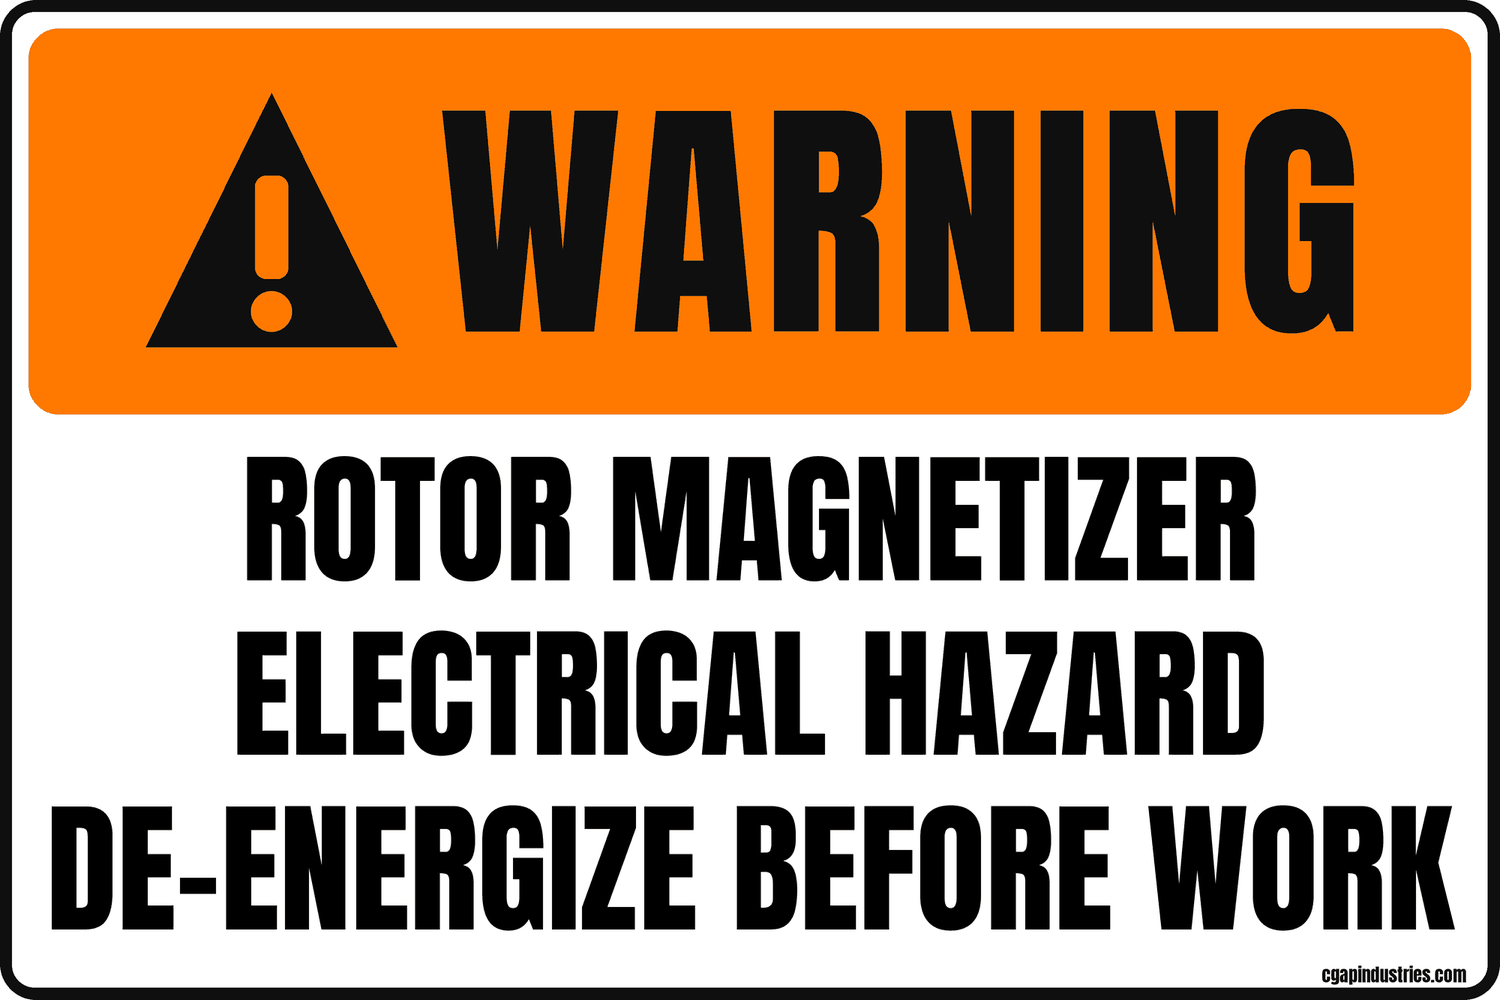 WARNING
ROTOR MAGNETIZER
ELECTRICAL HAZARD
DE-ENERGIZE BEFORE WORK
cgapindustries.com